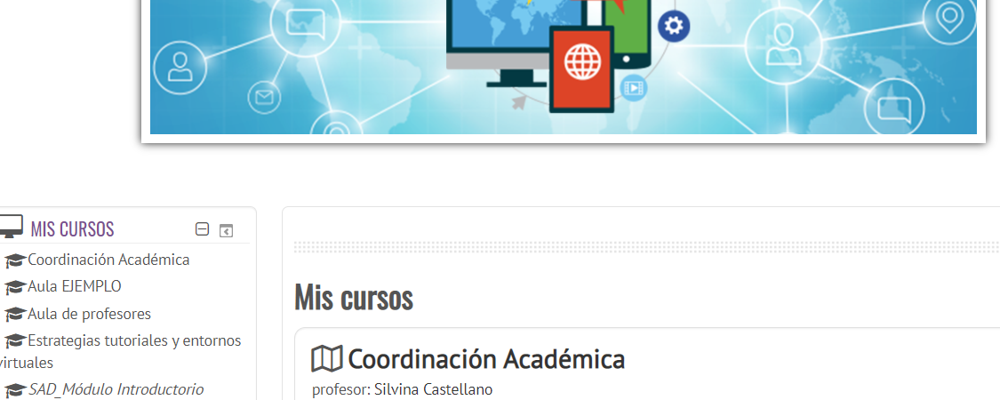 MIS CURSOS
Coordinación Académica
Aula EJEMPLO
Aula de profesores
Estrategias tutoriales y entornos
virtuales
SAD_Módulo Introductorio
Mis cursos
Coordinación Académica
profesor: Silvina Castellano